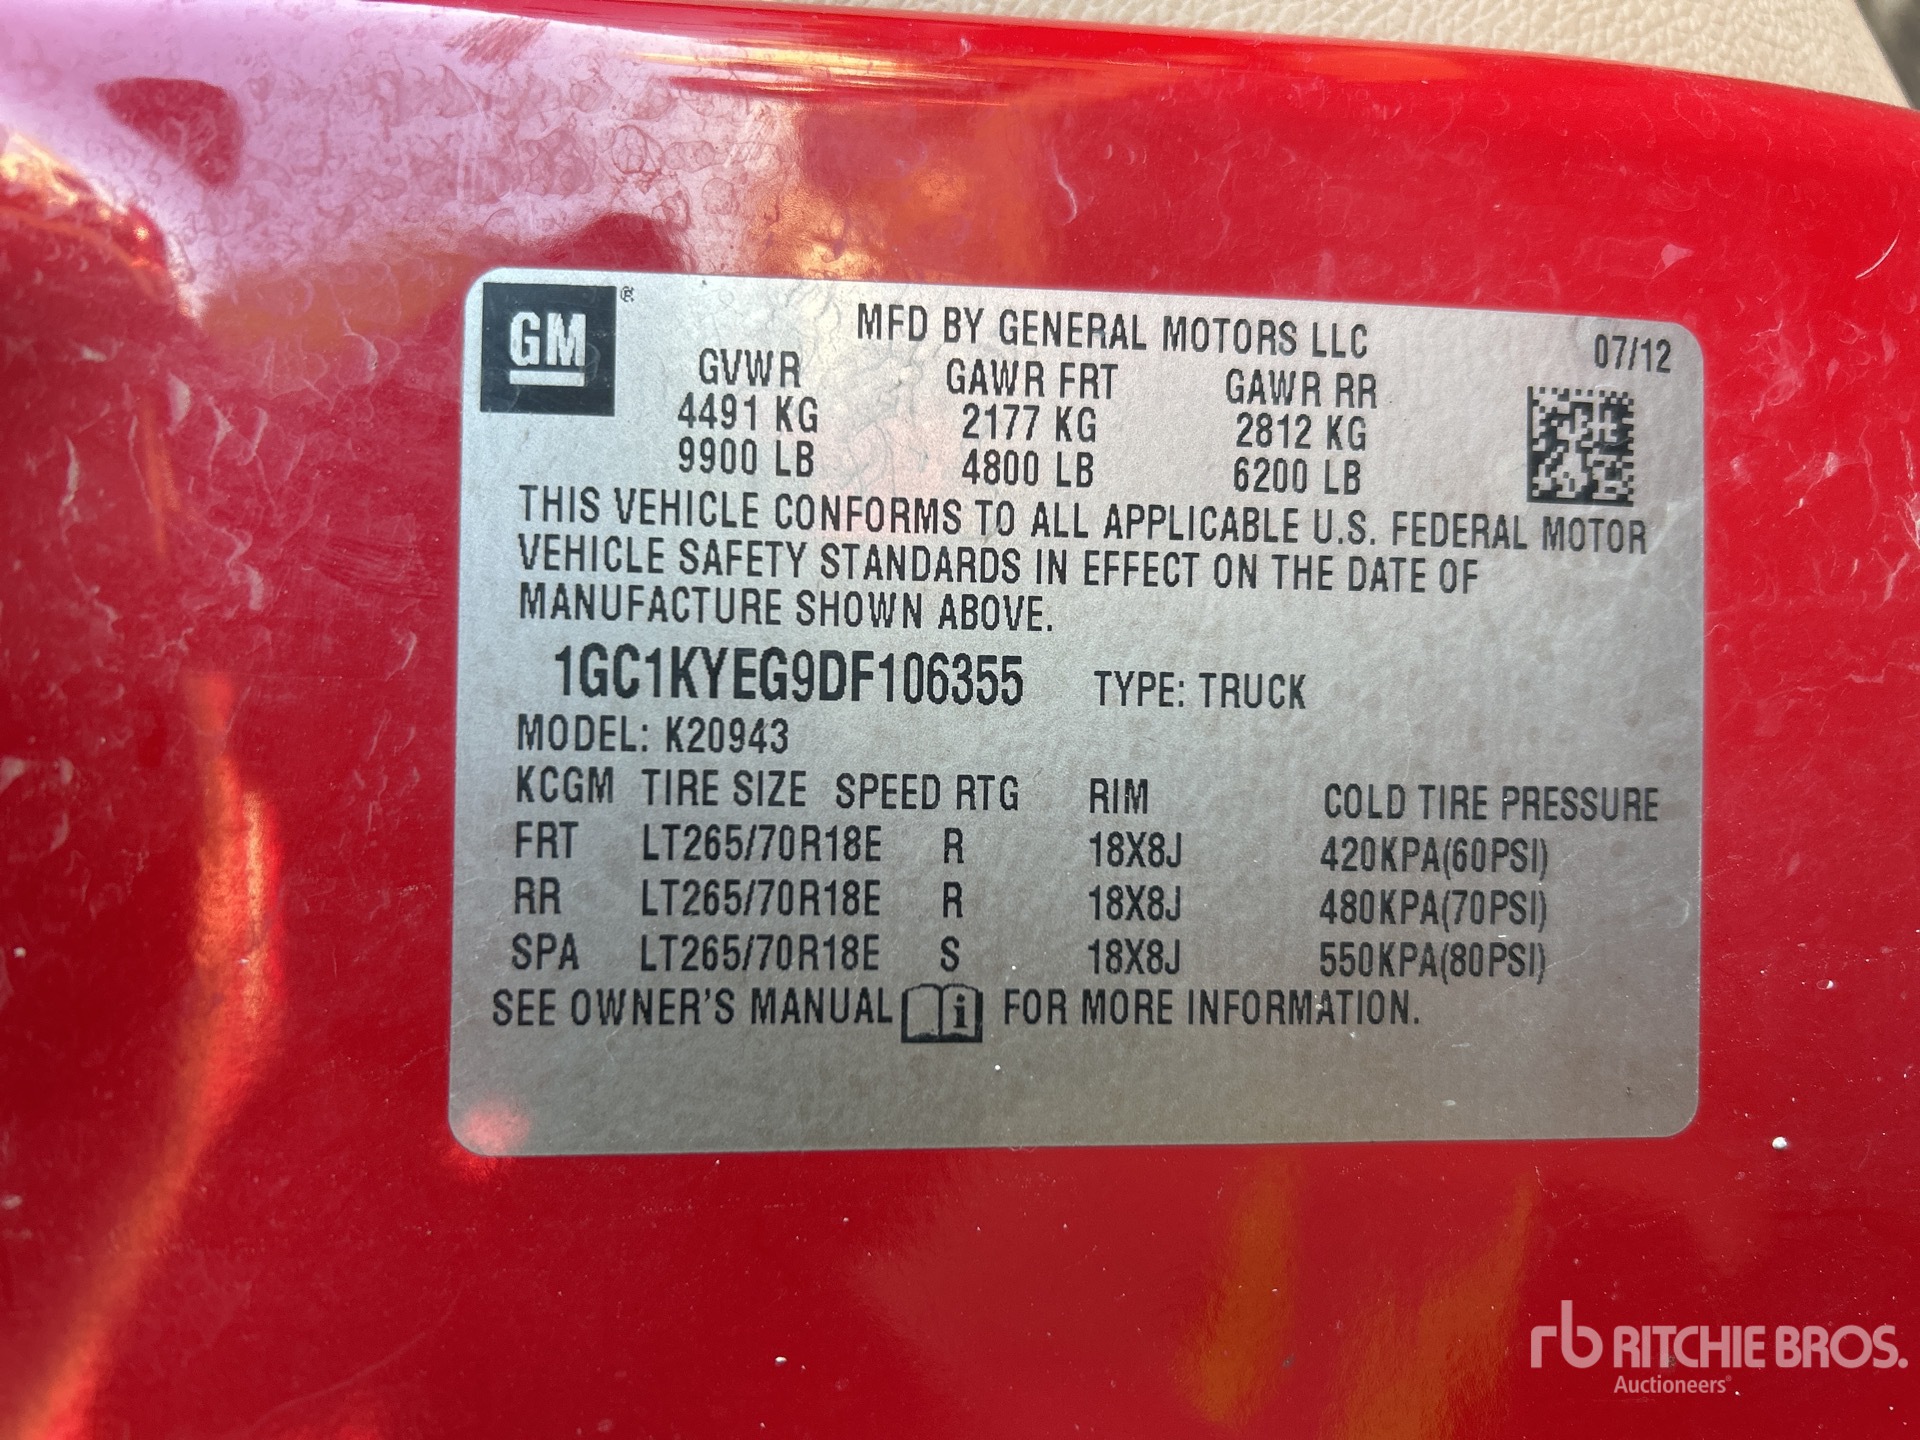 GM®
MFD BY GENERAL MOTORS LLC 07/12
GVWR GAWR FRT GAWR RR
4491 KG 2177 KG 2812 KG
9900 LB 4800 LB 6200 LB
THIS VEHICLE CONFORMS TO ALL APPLICABLE U.S. FEDERAL MOTOR
VEHICLE SAFETY STANDARDS IN EFFECT ON THE DATE OF
MANUFACTURE SHOWN ABOVE.
1GC1KYEG9DF106355 TYPE: TRUCK
MODEL: K20943
KCGM TIRE SIZE SPEED RTG RIM COLD TIRE PRESSURE
FRT LT265/70R18E R 18X8J 420KPA(60PSI)
RR LT265/70R18E R 18X8J 480KPA(70PSI)
SPA LT265/70R18E S 18X8J 550KPA(80PSI)
SEE OWNER'S MANUAL i FOR MORE INFORMATION.
rb RITCHIE BROS.
Auctioneers®